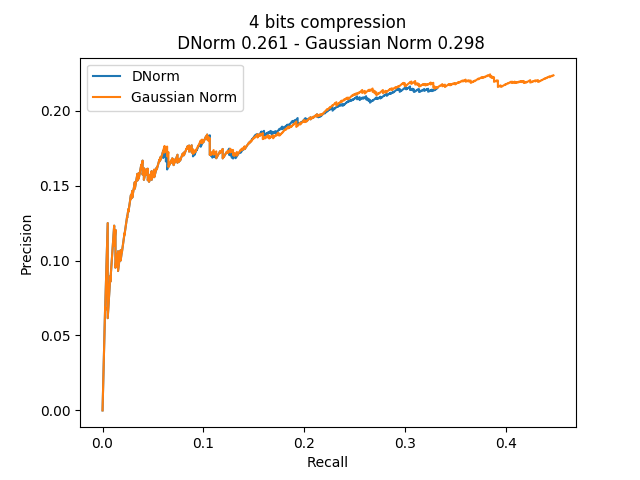 4 bits compression
DNorm 0.261 - Gaussian Norm 0.298
DNorm
Gaussian Norm
Precision
0.20
0.15
0.10
0.05
0.00
0.0 0.1 0.2 0.3 0.4
Recall